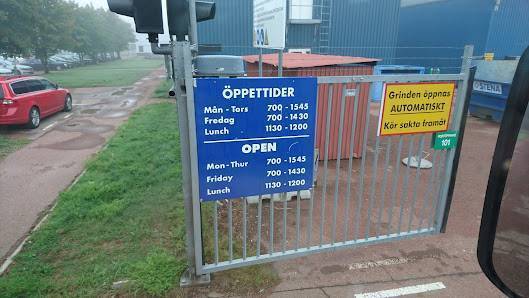 ÖPPETTIDER
Mån - Tors 700 - 1545
Fredag 700 - 1430
Lunch 1130 - 1200
OPEN
Mon - Thur 700 - 1545
Friday 700 - 1430
Lunch 1130 - 1200
Grinden öppnas
AUTOMATISKT
Kör sakta framåt
101
STENA